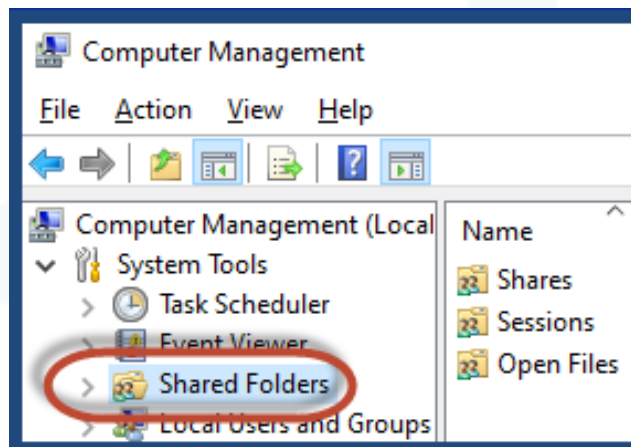 Computer Management
File Action View Help
Computer Management (Local
System Tools
Task Scheduler
Event Viewer
Shared Folders
Local Users and Groups
Name
Shares
Sessions
Open Files